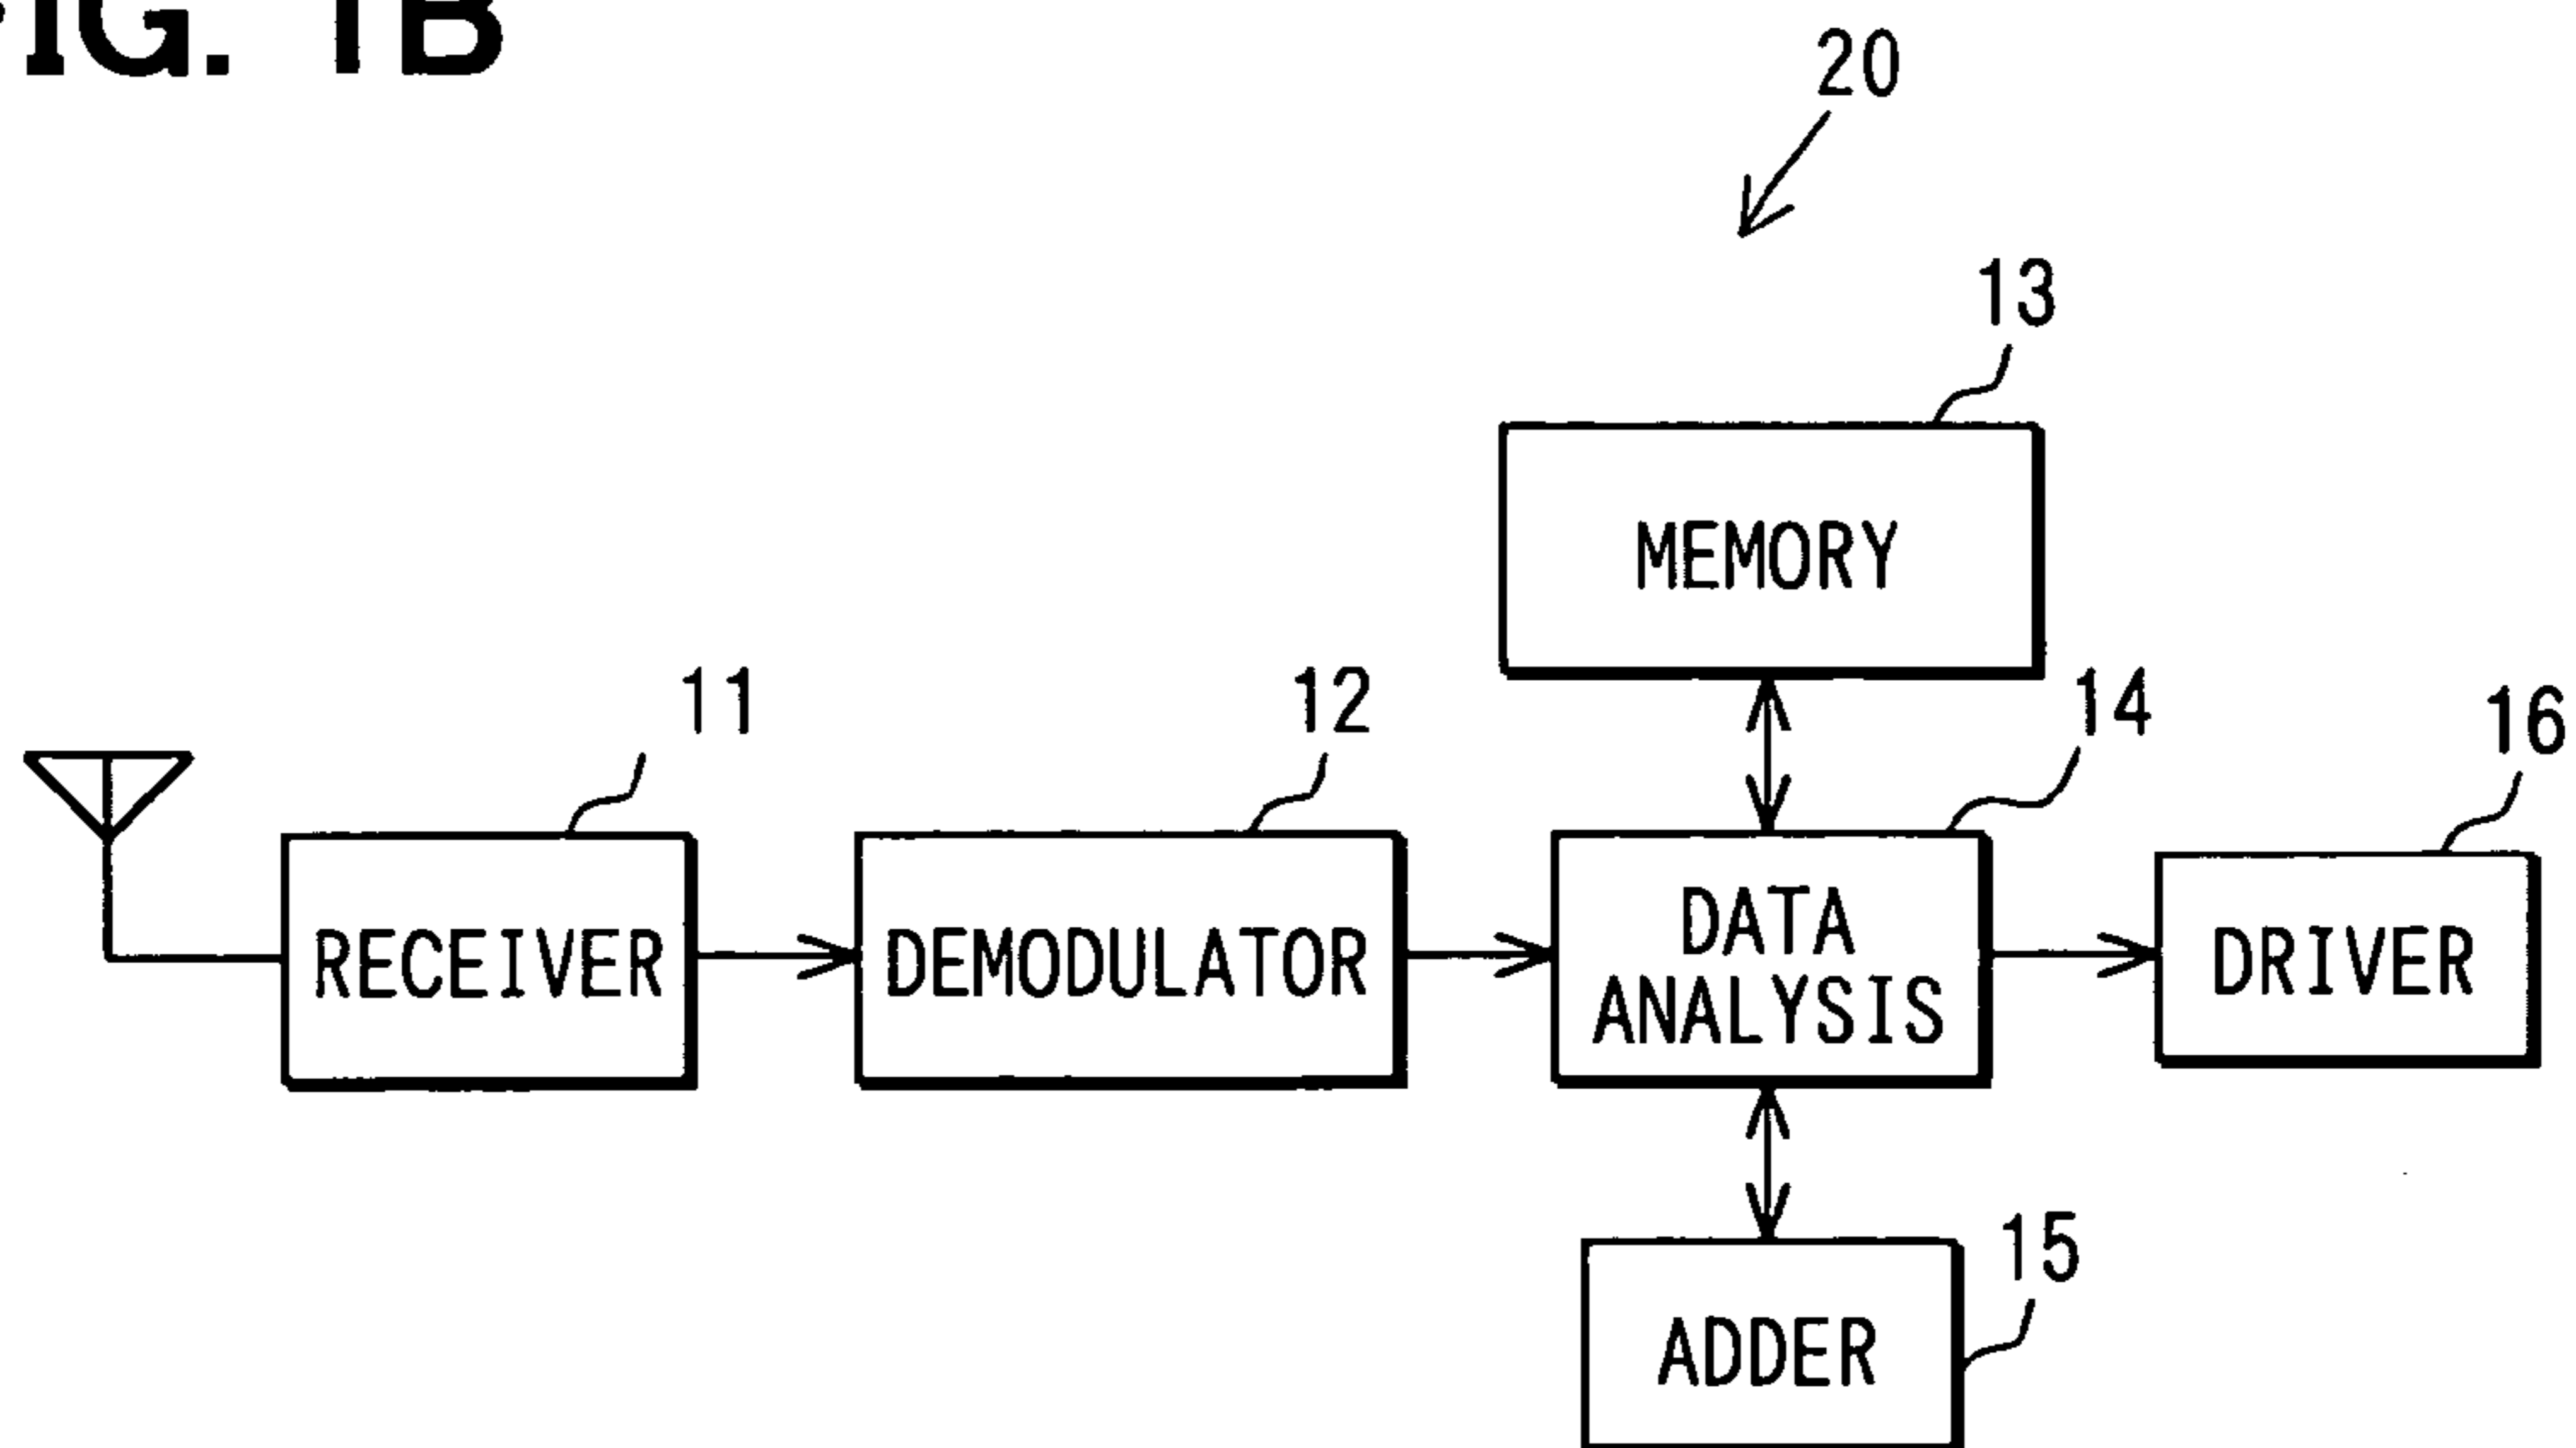 FIG. 1B
20
13
MEMORY
11
12
14
16
RECEIVER
DEMODULATOR
DATA
ANALYSIS
DRIVER
15
ADDER